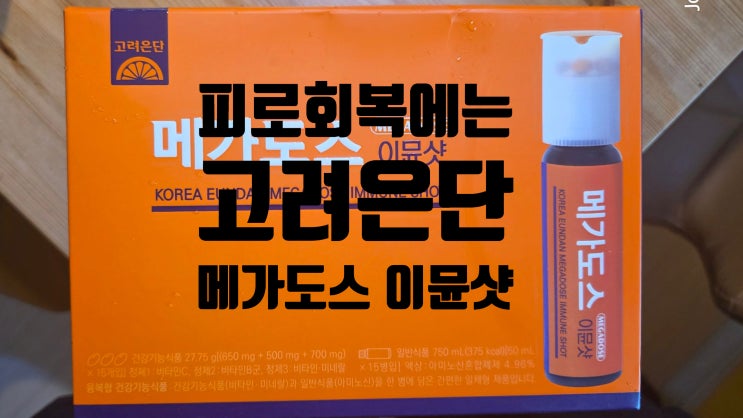 고려은단
피로회복에는
메가도스
MEGADOSE
이뮨샷
KOREA EUNDAN MEGADOSE IMMUNE SHOT
고려은단
메가도스 이뮨샷
건강기능식품 27.75 g[(650 mg + 500 mg + 700 mg)
× 15개입] 정제1: 비타민C, 정제2: 비타민B군, 정제3: 비타민·미네랄
일반식품 750 mL(375 kcal)[50 mL
× 15병입] 액상: 아미노산혼합제제 4.96%
융복합 건강기능식품: 건강기능식품(비타민·미네랄)과 일반식품(아미노산)을 한 병에 담은 간편한 일체형 제품입니다.
메가도스
MEGADOSE
이뮨샷
KOREA EUNDAN MEGADOSE IMMUNE SHOT